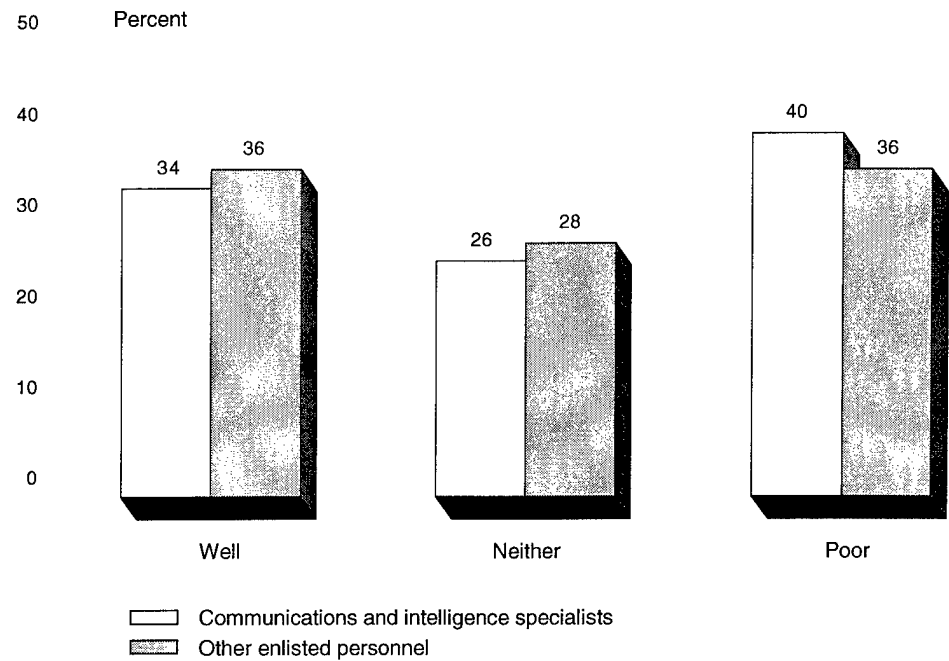 50 Percent
40
30
20
10
0
34 36
26 28
40 36
Well Neither Poor
Communications and intelligence specialists
Other enlisted personnel